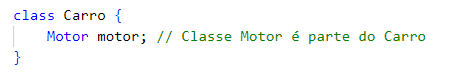 class Carro {
    Motor motor; // Classe Motor é parte do Carro
}